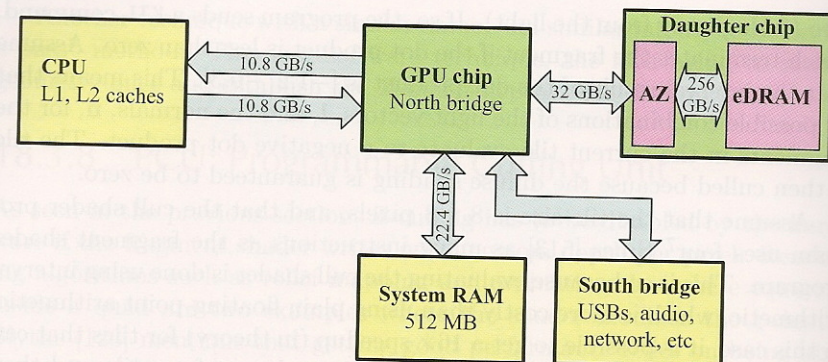 Daughter chip
CPU
L1, L2 caches
10.8 GB/s
10.8 GB/s
GPU chip
North bridge
32 GB/s
AZ
256
GB/s
eDRAM
22.4 GB/s
System RAM
512 MB
South bridge
USBs, audio,
network, etc